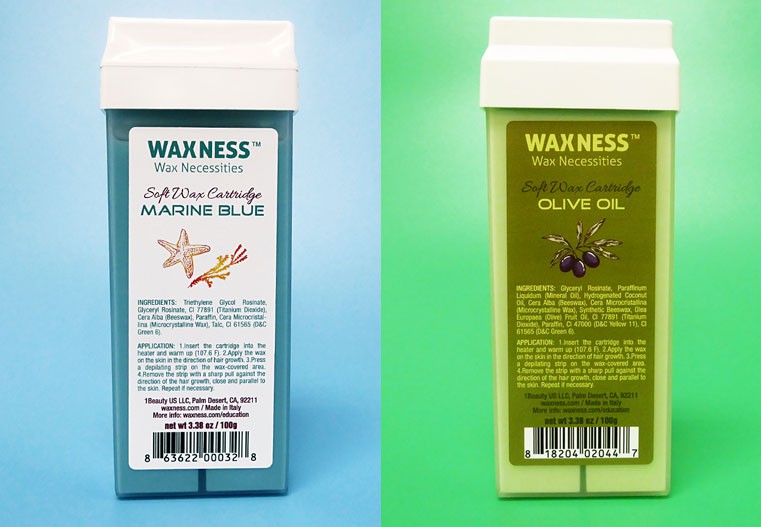 WAXNESS™
Wax Necessities
Soft Wax Cartridge
MARINE BLUE
INGREDIENTS: Triethylene Glycol Rosinate,
Glyceryl Rosinate, CI 77891 (Titanium Dioxide),
Cera Alba (Beeswax), Paraffin, Cera Microcristal-
lina (Microcrystalline Wax), Talc, CI 61565 (D&C
Green 6).
APPLICATION: 1.Insert the cartridge into the
heater and warm up (107.6 F). 2.Apply the wax
on the skin in the direction of hair growth. 3.Press
a depilating strip on the wax-covered area.
4.Remove the strip with a sharp pull against the
direction of the hair growth, close and parallel to
the skin. Repeat if necessary.
1Beauty US LLC, Palm Desert, CA, 92211
waxness.com / Made in Italy
More info: waxness.com/education
net wt 3.38 oz / 100g
8 63622 00032 8
WAXNESS™
Wax Necessities
Soft Wax Cartridge
OLIVE OIL
INGREDIENTS: Glyceryl Rosinate, Paraffinum
Liquidum (Mineral Oil), Hydrogenated Coconut
Oil, Cera Alba (Beeswax), Cera Microcristallina
(Microcrystalline Wax), Synthetic Beeswax, Olea
Europaea (Olive) Fruit Oil, CI 77891 (Titanium
Dioxide), Paraffin, CI 47000 (D&C Yellow 11), CI
61565 (D&C Green 6).
APPLICATION: 1.Insert the cartridge into the
heater and warm up (107.6 F). 2.Apply the wax
on the skin in the direction of hair growth. 3.Press
a depilating strip on the wax-covered area.
4.Remove the strip with a sharp pull against the
direction of the hair growth, close and parallel to
the skin. Repeat if necessary.
1Beauty US LLC, Palm Desert, CA, 92211
waxness.com / Made in Italy
More info: waxness.com/education
net wt 3.38 oz / 100g
8 18204 02044 7